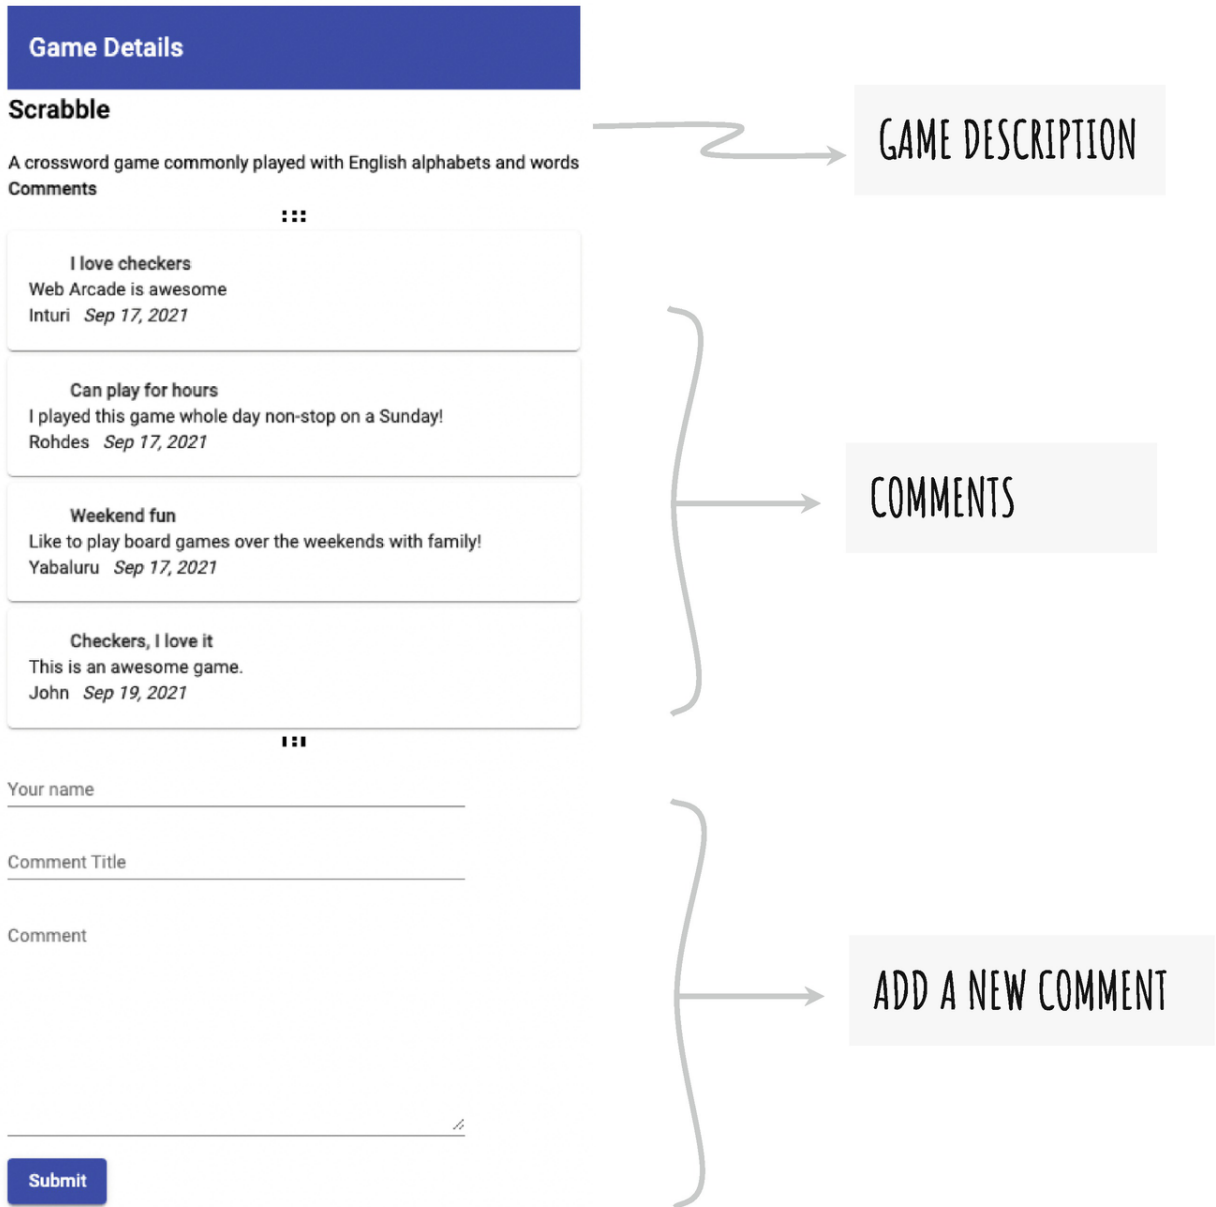 Game Details
Scrabble
A crossword game commonly played with English alphabets and words
Comments
I love checkers
Web Arcade is awesome
Inturi Sep 17, 2021
Can play for hours
I played this game whole day non-stop on a Sunday!
Rohdes Sep 17, 2021
Weekend fun
Like to play board games over the weekends with family!
Yabaluru Sep 17, 2021
Checkers, I love it
This is an awesome game.
John Sep 19, 2021
Your name
Comment Title
Comment
Submit
GAME DESCRIPTION
COMMENTS
ADD A NEW COMMENT